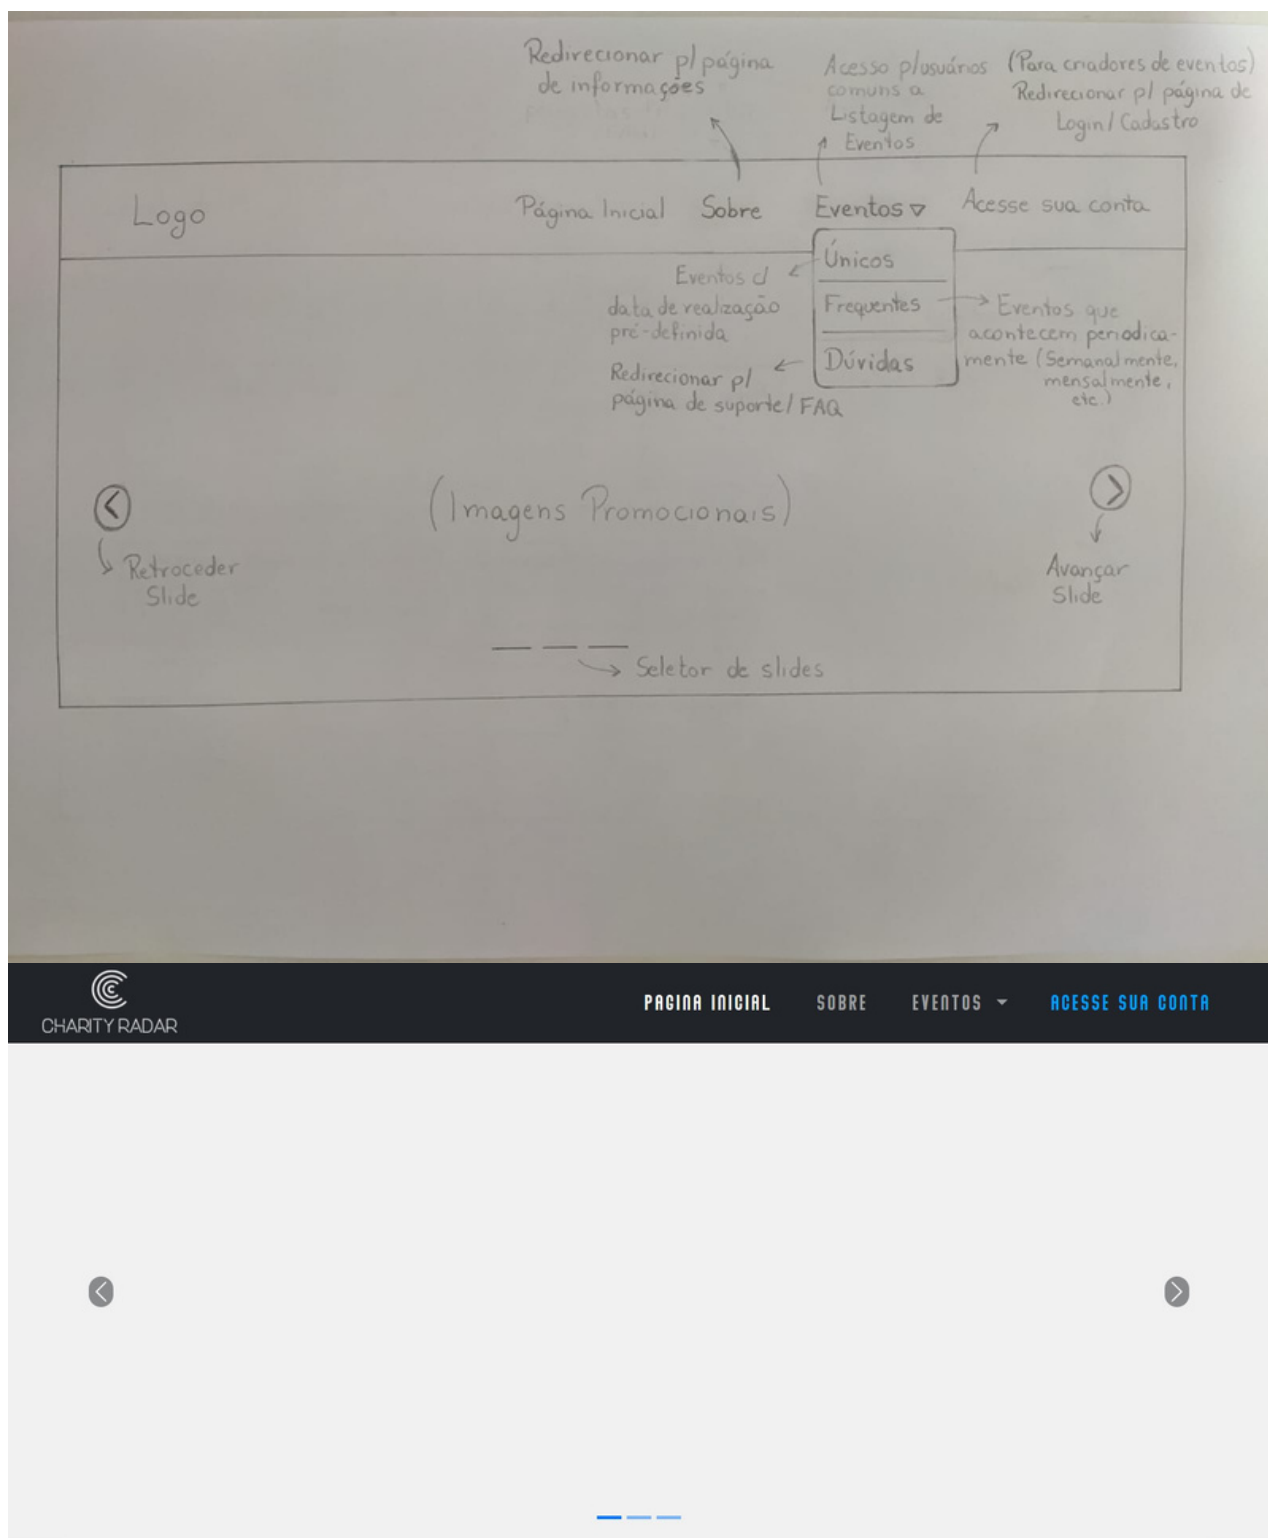 Redirecionar p/ página
de informações
Acesso p/usuários
comuns a
Listagem de
Eventos
(Para criadores de eventos)
Redirecionar p/ página de
Login / Cadastro
Logo
Página Inicial
Sobre
Eventos
Acesse sua conta
Únicos
Frequentes
Dúvidas
Eventos c/
data de realização
pré-definida
Redirecionar p/
página de suporte/ FAQ
Eventos que
acontecem periodica-
mente (Semanalmente,
mensalmente,
etc.)
(Imagens Promocionais)
Retroceder
Slide
Avançar
Slide
Seletor de slides
CHARITY RADAR
PAGINA INICIAL
SOBRE
EVENTOS
ACESSE SUA CONTA